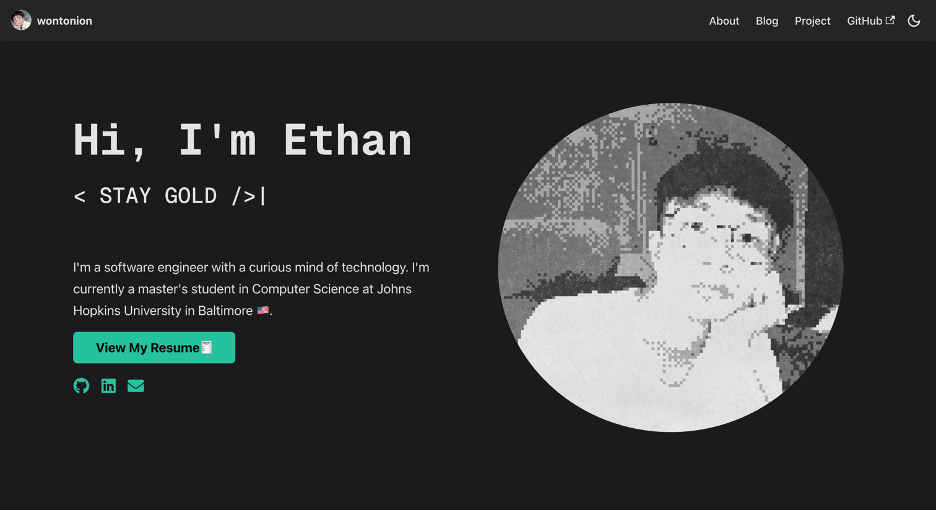 wontonion
About Blog Project GitHub
Hi, I'm Ethan
< STAY GOLD />|
I'm a software engineer with a curious mind of technology. I'm
currently a master's student in Computer Science at Johns
Hopkins University in Baltimore 🇺🇸.
View My Resume🧾
in